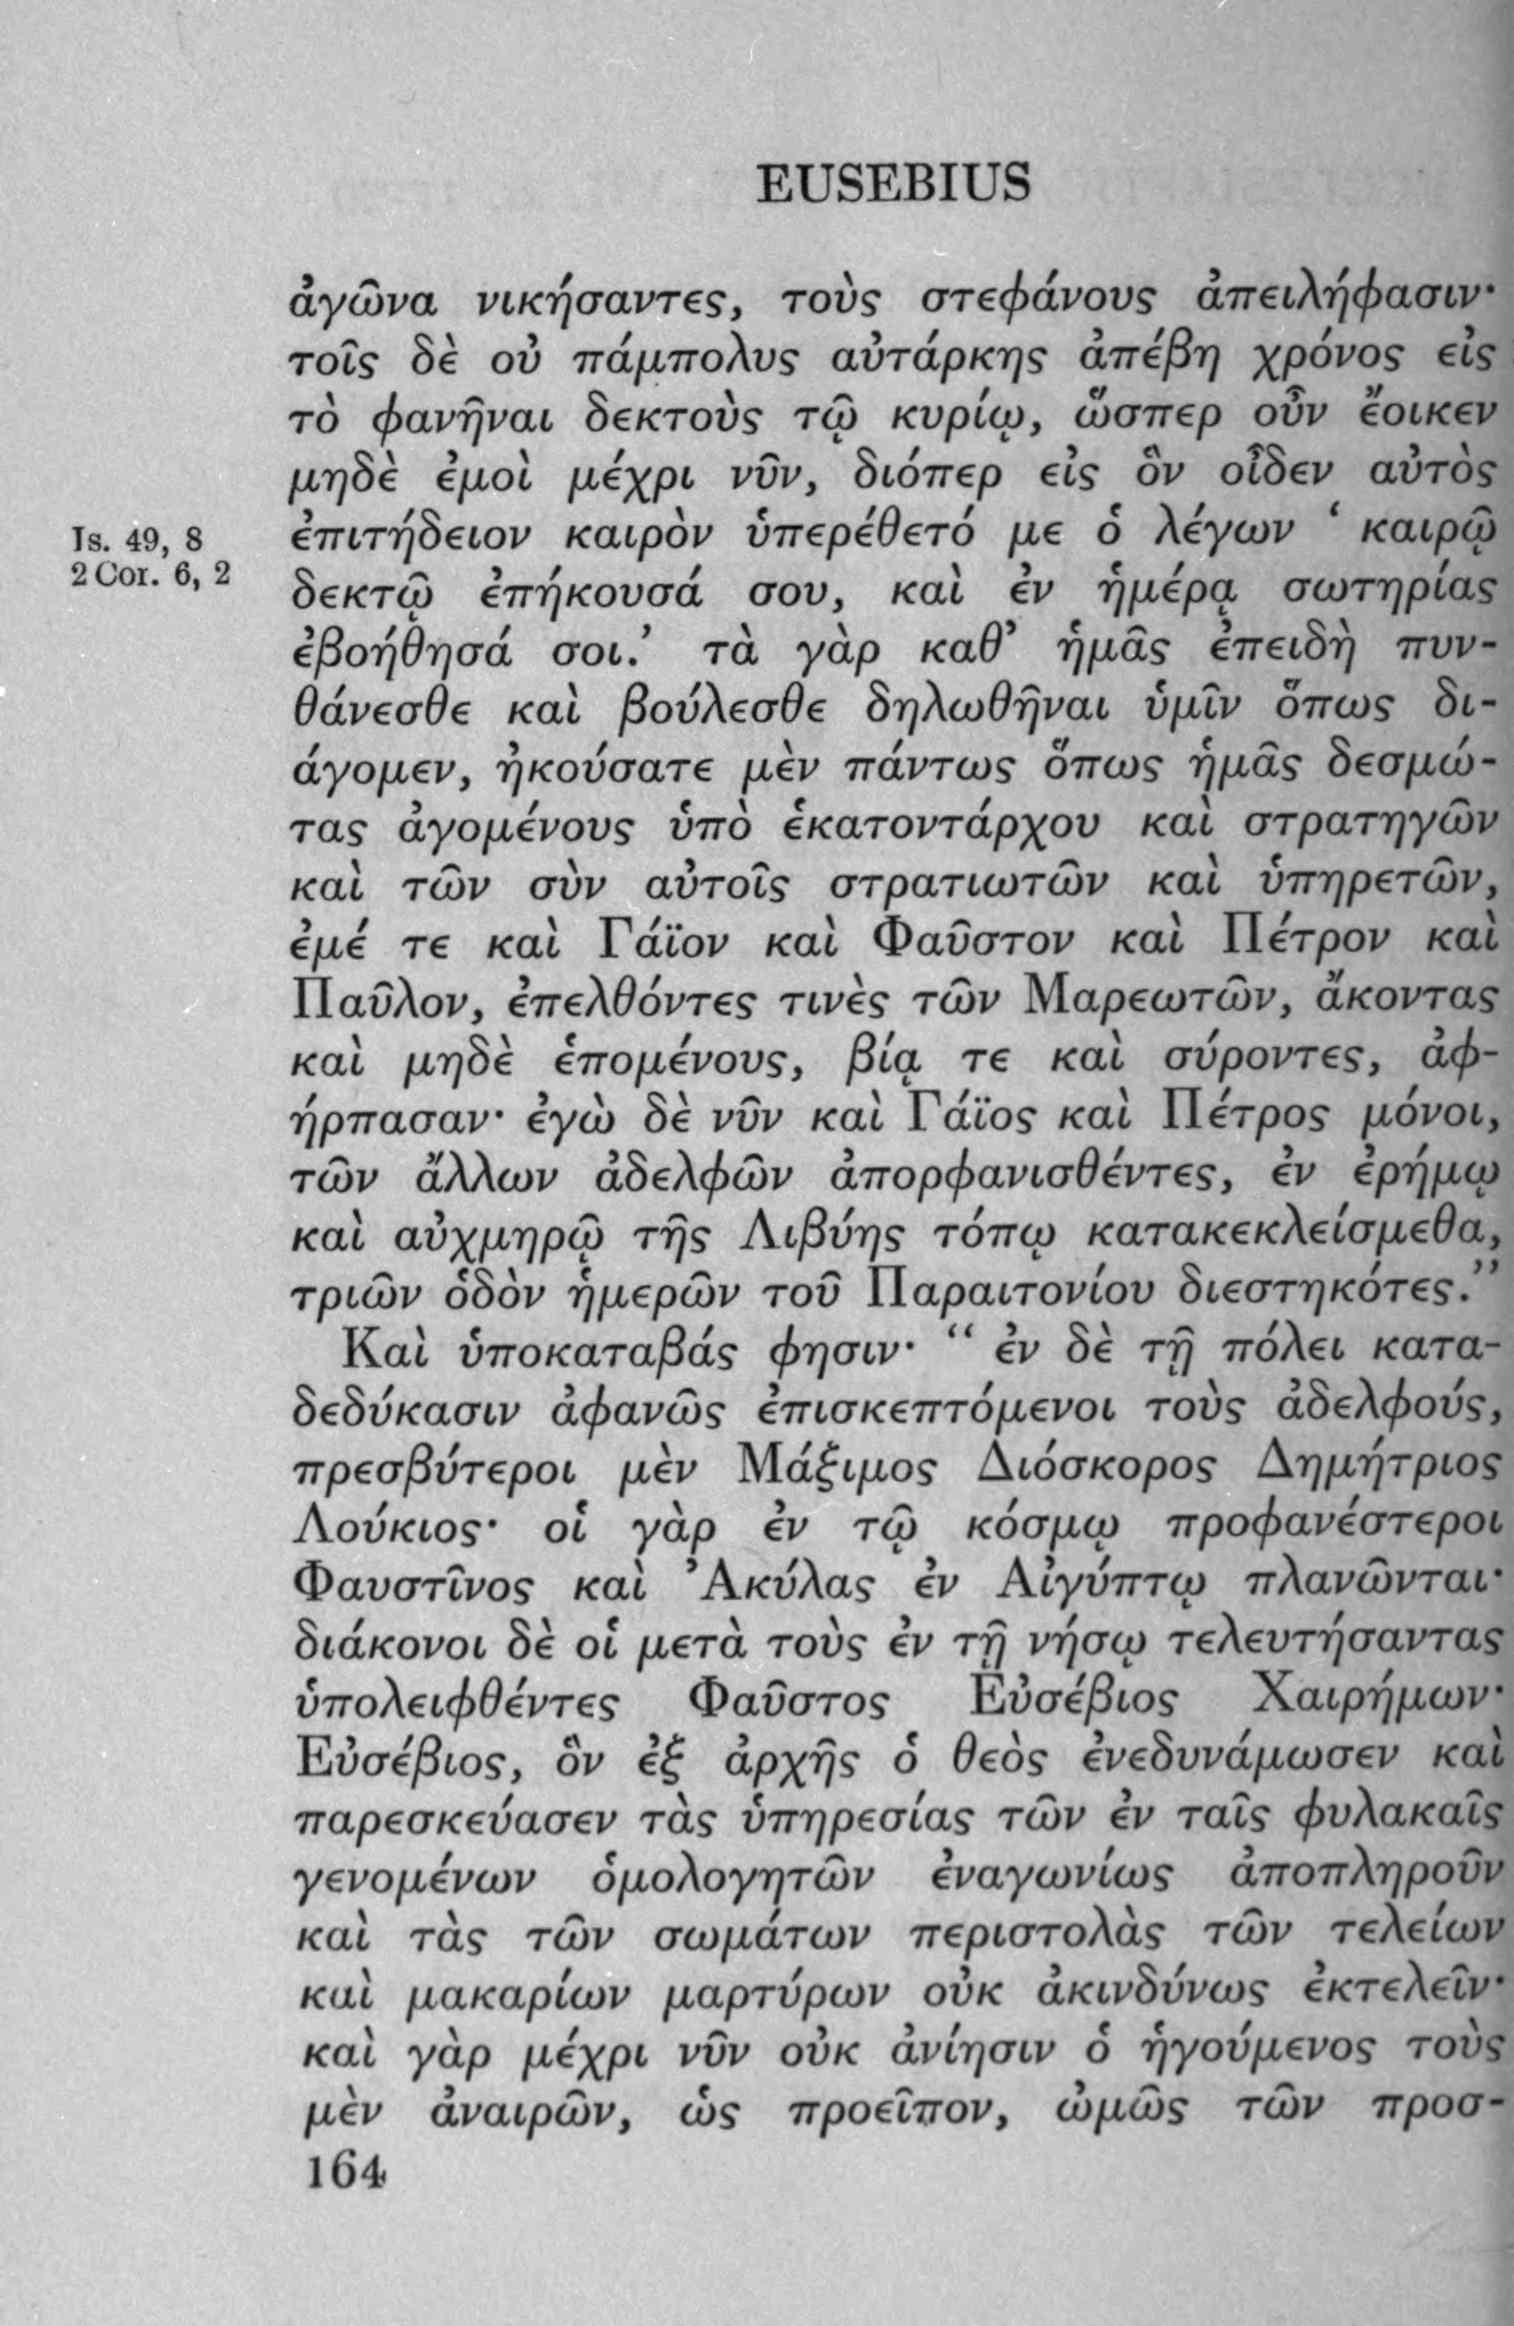 EUSEBIUS
ἀγῶνα νικήσαντες, τοὺς στεφάνους ἀπειλήφασιν·
τοῖς δὲ οὐ πάμπολυς αὐτάρκης ἀπέβη χρόνος εἰς
τὸ φανῆναι δεκτοὺς τῷ κυρίῳ, ὥσπερ οὖν ἔοικεν
μηδὲ ἐμοὶ μέχρι νῦν, διόπερ εἰς ὃν οἶδεν αὐτὸς
Is. 49, 8
2 Cor. 6, 2
ἐπιτήδειον καιρὸν ὑπερέθετό με ὁ λέγων ‘ καιρῷ
δεκτῷ ἐπήκουσά σου, καὶ ἐν ἡμέρᾳ σωτηρίας
ἐβοήθησά σοι.’ τὰ γὰρ καθ’ ἡμᾶς ἐπειδὴ πυν-
θάνεσθε καὶ βούλεσθε δηλωθῆναι ὑμῖν ὅπως δι-
άγομεν, ἠκούσατε μὲν πάντως ὅπως ἡμᾶς δεσμώ-
τας ἀγομένους ὑπὸ ἑκατοντάρχου καὶ στρατηγῶν
καὶ τῶν σὺν αὐτοῖς στρατιωτῶν καὶ ὑπηρετῶν,
ἐμέ τε καὶ Γάϊον καὶ Φαῦστον καὶ Πέτρον καὶ
Παῦλον, ἐπελθόντες τινὲς τῶν Μαρεωτῶν, ἄκοντας
καὶ μηδὲ ἑπομένους, βίᾳ τε καὶ σύροντες, ἀφ-
ήρπασαν· ἐγὼ δὲ νῦν καὶ Γάϊος καὶ Πέτρος μόνοι,
τῶν ἄλλων ἀδελφῶν ἀπορφανισθέντες, ἐν ἐρήμῳ
καὶ αὐχμηρῷ τῆς Λιβύης τόπῳ κατακεκλείσμεθα,
τριῶν ὁδὸν ἡμερῶν τοῦ Παραιτονίου διεστηκότες.”
Καὶ ὑποκαταβάς φησιν· “ ἐν δὲ τῇ πόλει κατα-
δεδύκασιν ἀφανῶς ἐπισκεπτόμενοι τοὺς ἀδελφούς,
πρεσβύτεροι μὲν Μάξιμος Διόσκορος Δημήτριος
Λούκιος· οἱ γὰρ ἐν τῷ κόσμῳ προφανέστεροι
Φαυστῖνος καὶ Ἀκύλας ἐν Αἰγύπτῳ πλανῶνται·
διάκονοι δὲ οἱ μετὰ τοὺς ἐν τῇ νήσῳ τελευτήσαντας
ὑπολειφθέντες Φαῦστος Εὐσέβιος Χαιρήμων·
Εὐσέβιος, ὃν ἐξ ἀρχῆς ὁ θεὸς ἐνεδυνάμωσεν καὶ
παρεσκεύασεν τὰς ὑπηρεσίας τῶν ἐν ταῖς φυλακαῖς
γενομένων ὁμολογητῶν ἐναγωνίως ἀποπληροῦν
καὶ τὰς τῶν σωμάτων περιστολὰς τῶν τελείων
καὶ μακαρίων μαρτύρων οὐκ ἀκινδύνως ἐκτελεῖν·
καὶ γὰρ μέχρι νῦν οὐκ ἀνίησιν ὁ ἡγούμενος τοὺς
μὲν ἀναιρῶν, ὡς προεῖπον, ὠμῶς τῶν προσ-
164